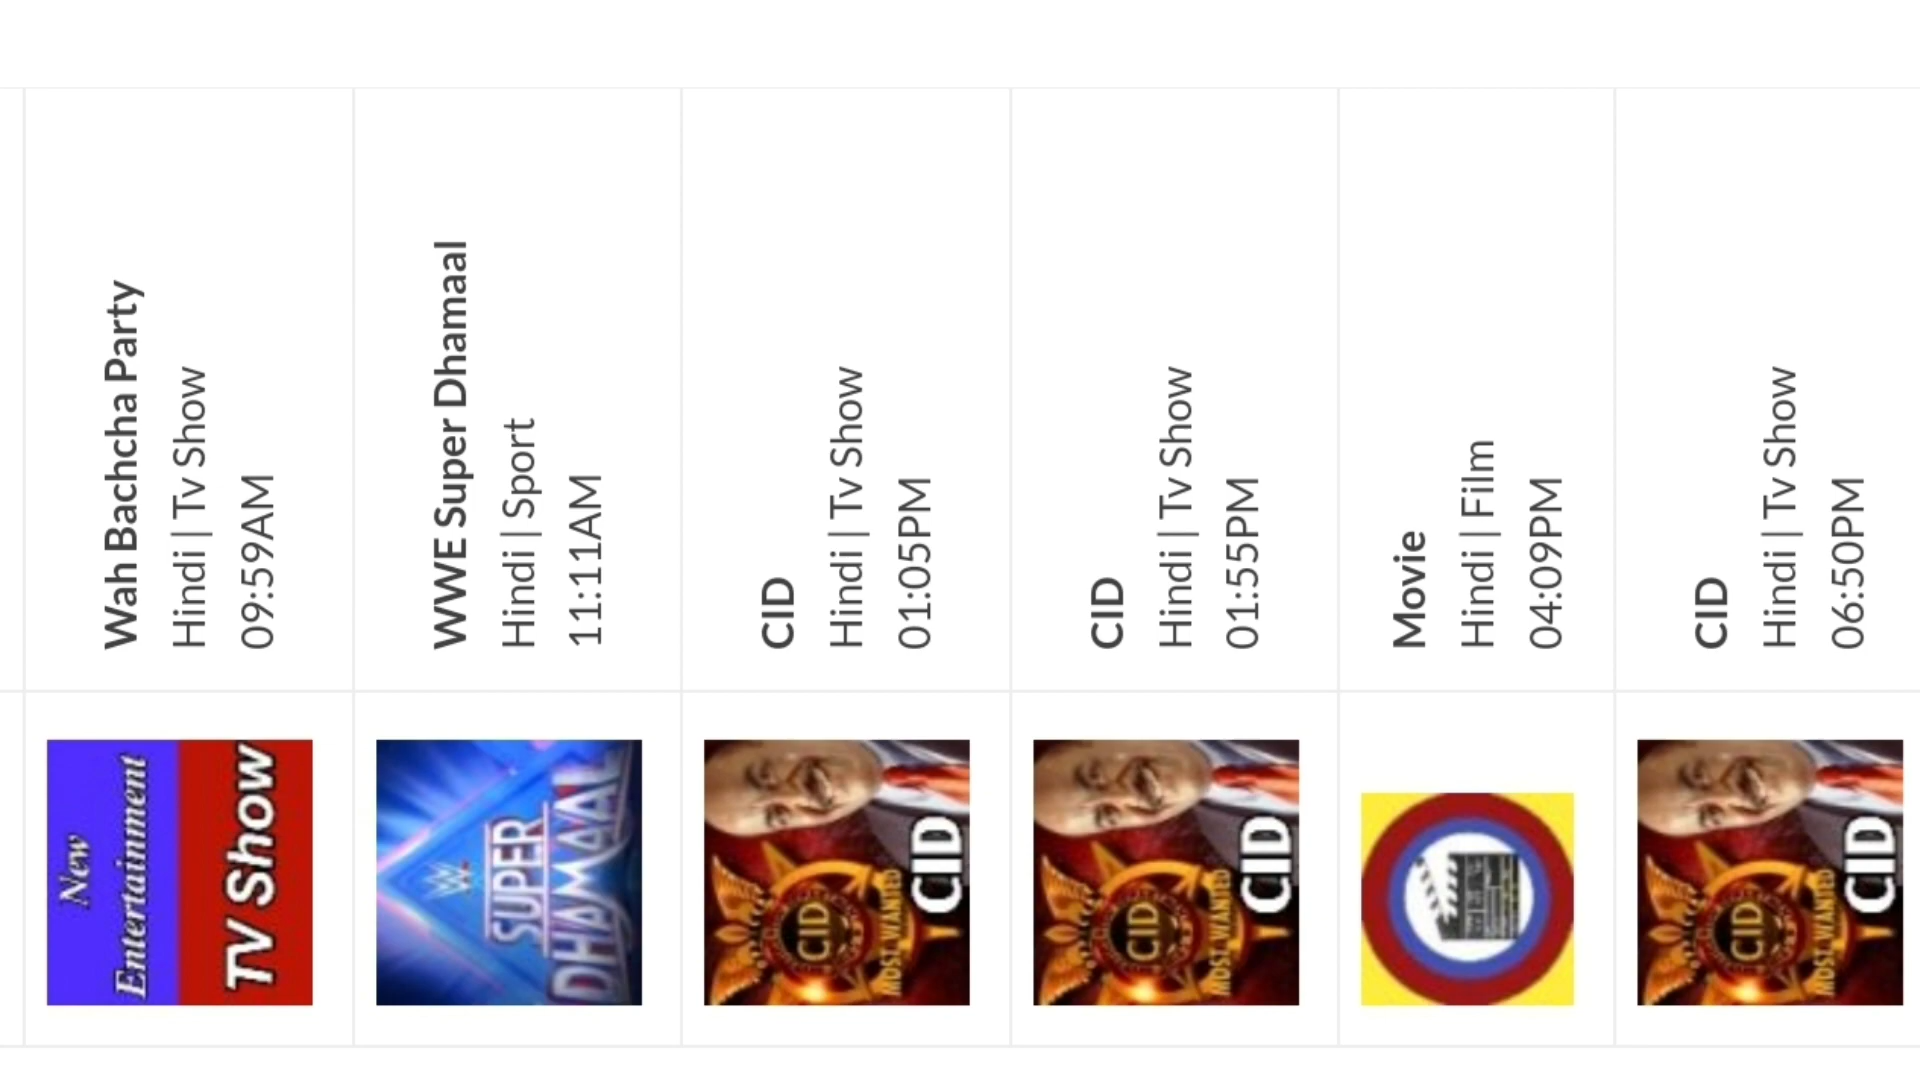 New
Entertainment
TV Show
Wah Bachcha Party
Hindi | Tv Show
09:59AM
W
SUPER
DHAMAAL
WWE Super Dhamaal
Hindi | Sport
11:11AM
CID
MOST WANTED
CID
CID
Hindi | Tv Show
01:05PM
CID
MOST WANTED
CID
CID
Hindi | Tv Show
01:55PM
Movie
Hindi | Film
04:09PM
CID
MOST WANTED
CID
CID
Hindi | Tv Show
06:50PM